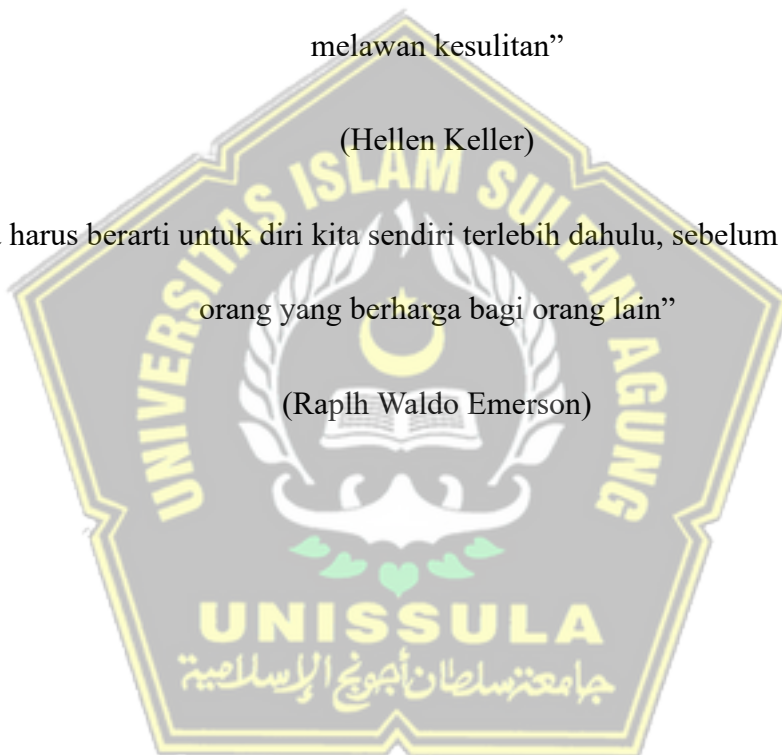 melawan kesulitan”
(Hellen Keller)
harus berarti untuk diri kita sendiri terlebih dahulu, sebelum
orang yang berharga bagi orang lain”
(Raplh Waldo Emerson)
UNIVERSITAS ISLAM SULTAN AGUNG
UNISSULA
جامعة سلطان أجونج الإسلامية